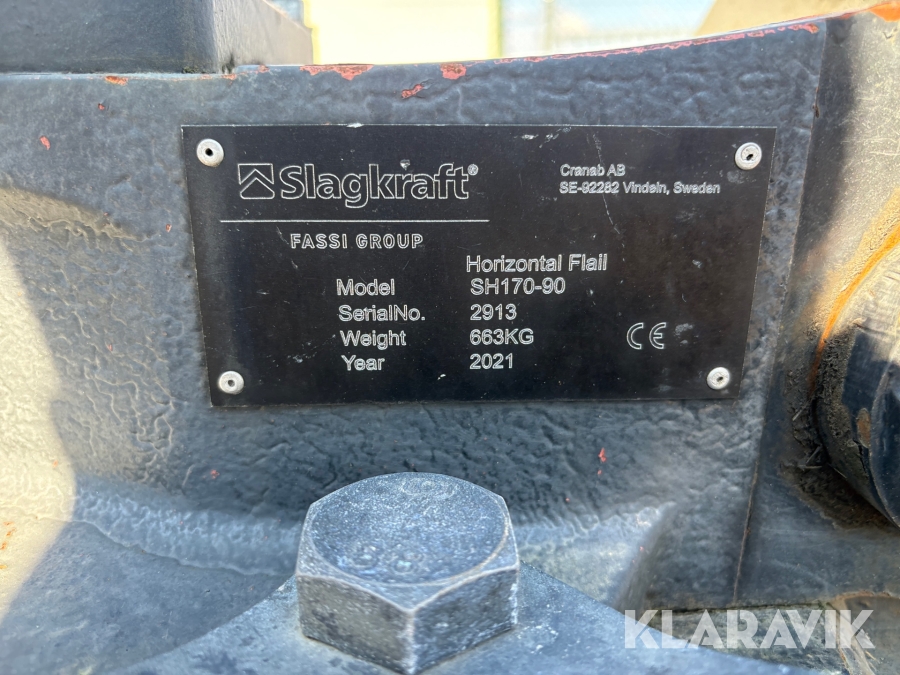 Slagkraft®
FASSI GROUP
Cranab AB
SE-92282 Vindeln, Sweden
Horizontal Flail
Model SH170-90
SerialNo. 2913
Weight 663KG
Year 2021
CE
KLARAVIK